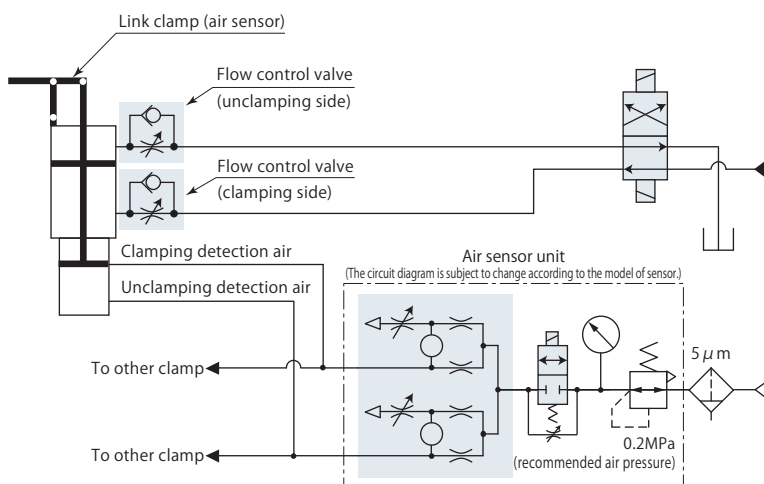 Link clamp (air sensor)
Flow control valve
(unclamping side)
Flow control valve
(clamping side)
Clamping detection air
Unclamping detection air
Air sensor unit
(The circuit diagram is subject to change according to the model of sensor.)
To other clamp
5μm
To other clamp
0.2MPa
(recommended air pressure)